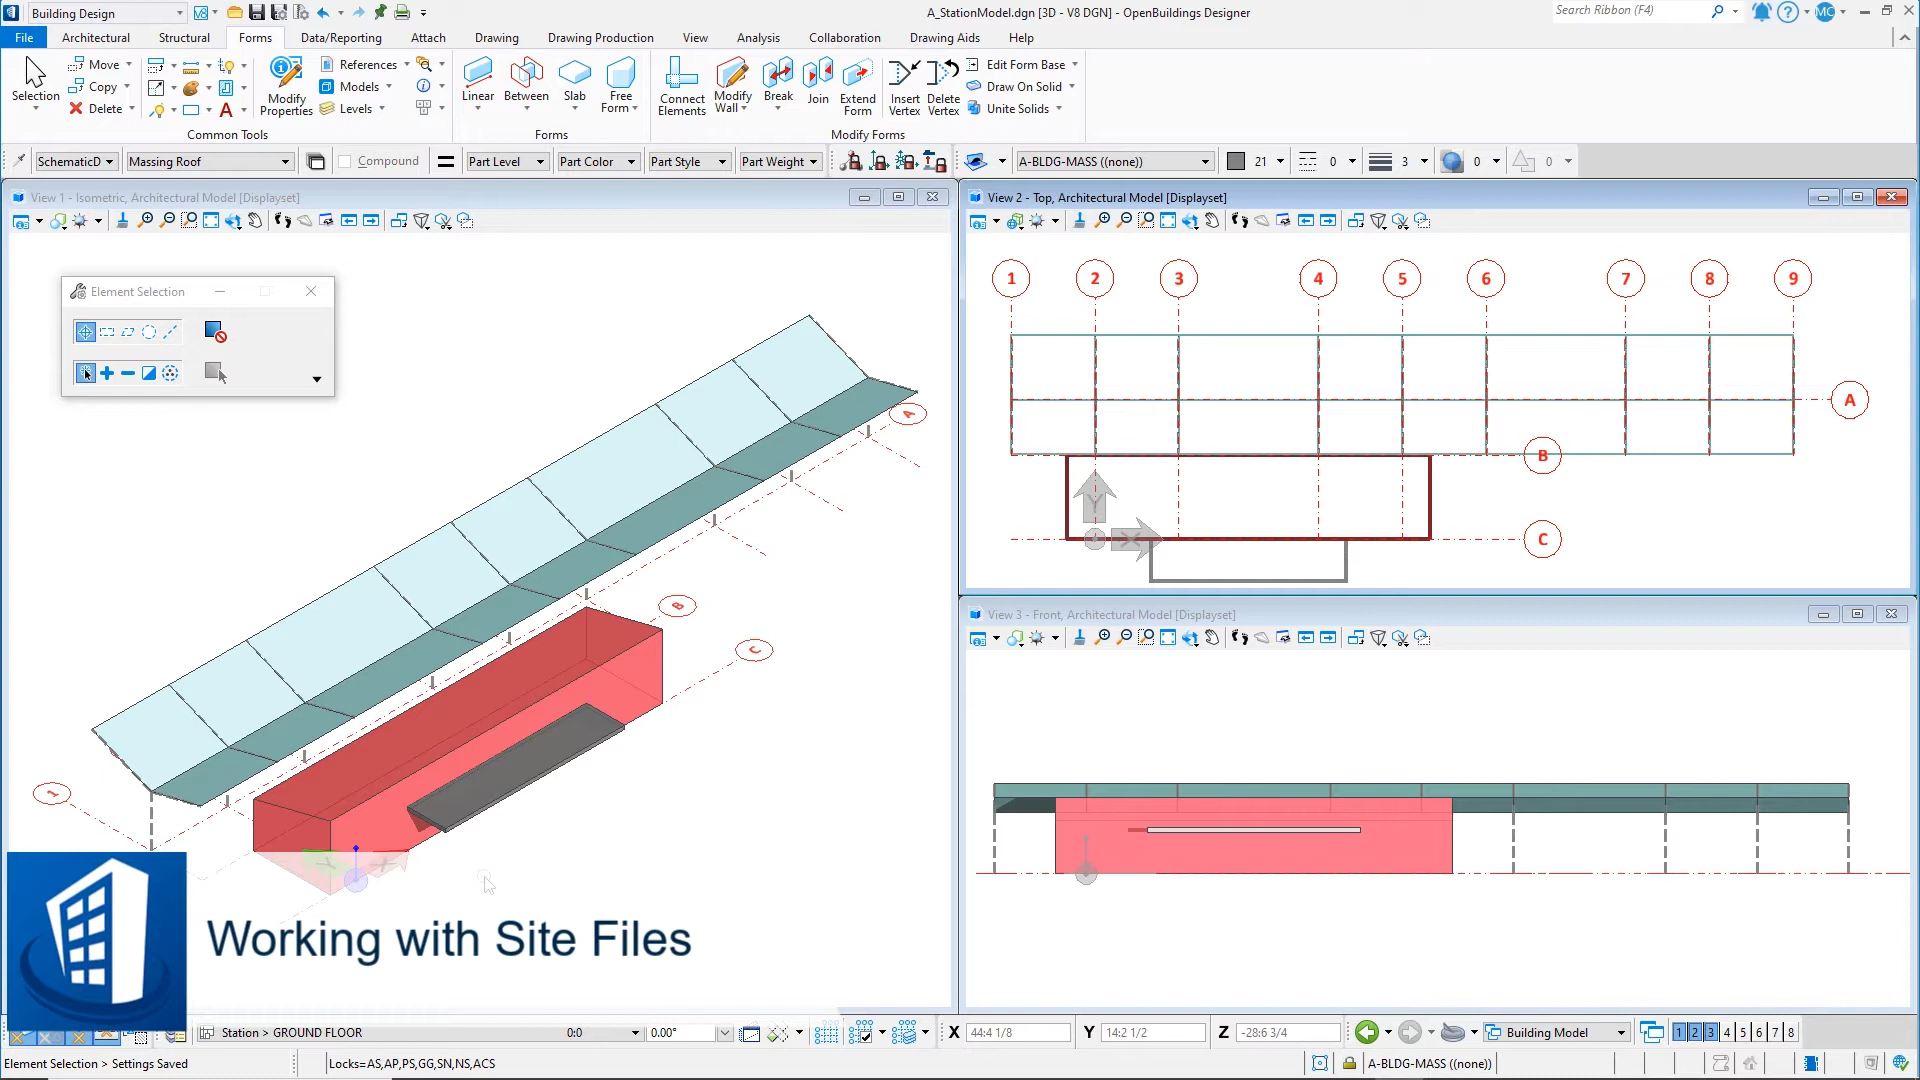 Building Design
A_StationModel.dgn [3D - V8 DGN] - OpenBuildings Designer
Search Ribbon (F4)
MC
File
Architectural
Structural
Forms
Data/Reporting
Attach
Drawing
Drawing Production
View
Analysis
Collaboration
Drawing Aids
Help
Selection
Move
Copy
Delete
Modify Properties
References
Models
Levels
Common Tools
Linear
Between
Slab
Free Form
Forms
Connect Elements
Modify Wall
Break
Join
Extend Form
Insert Vertex
Delete Vertex
Edit Form Base
Draw On Solid
Unite Solids
Modify Forms
SchematicD
Massing Roof
Compound
Part Level
Part Color
Part Style
Part Weight
A-BLDG-MASS ((none))
21
0
3
0
0
View 1 - Isometric, Architectural Model [Displayset]
Element Selection
A
B
C
1
View 2 - Top, Architectural Model [Displayset]
1 2 3 4 5 6 7 8 9
A
B
C
Y
X
View 3 - Front, Architectural Model [Displayset]
Working with Site Files
Station > GROUND FLOOR
0:0
0.00°
X 44:4 1/8
Y 14:2 1/2
Z -28:6 3/4
Building Model
1 2 3 4 5 6 7 8
Element Selection > Settings Saved
Locks=AS,AP,PS,GG,SN,NS,ACS
A-BLDG-MASS ((none))